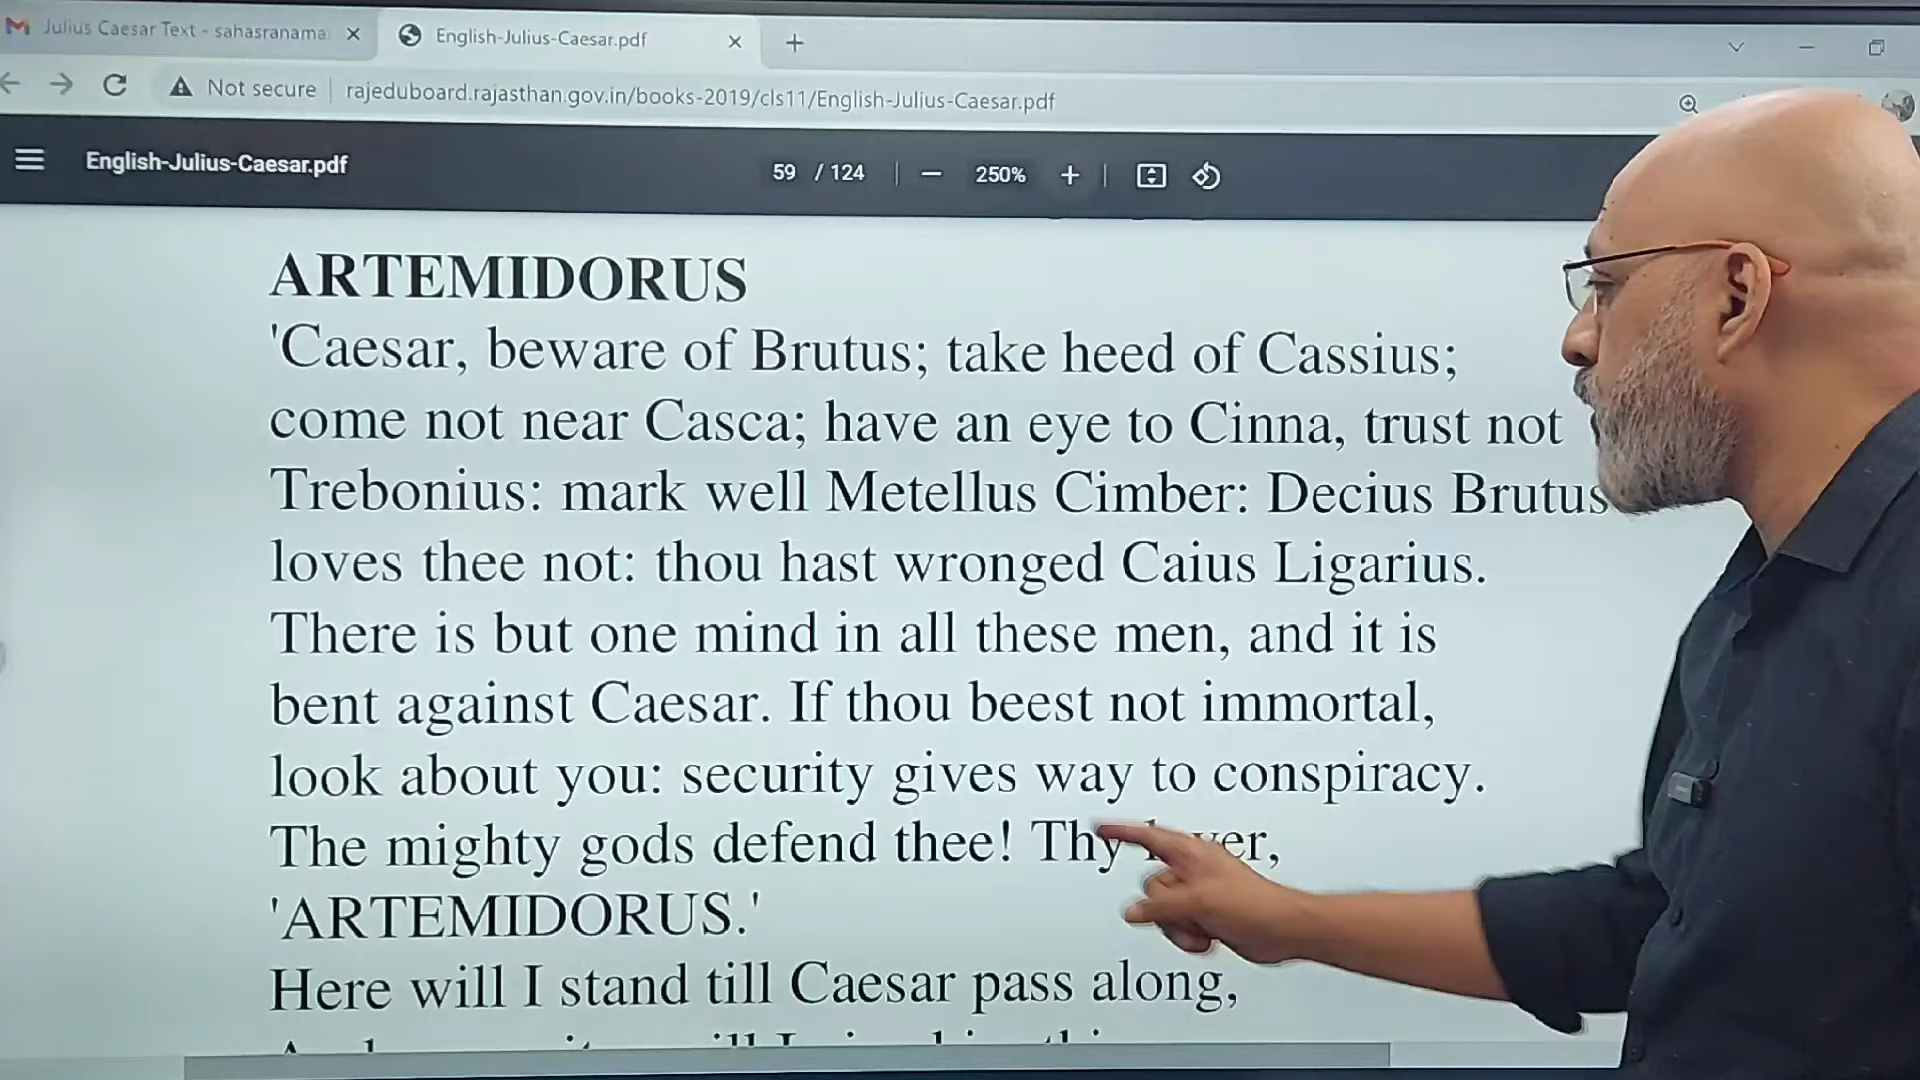 Julius Caesar Text - sahasranama
English-Julius-Caesar.pdf
Not secure
rajeduboard.rajasthan.gov.in/books-2019/cls11/English-Julius-Caesar.pdf
English-Julius-Caesar.pdf
59 / 124
250%
ARTEMIDORUS
'Caesar, beware of Brutus; take heed of Cassius;
come not near Casca; have an eye to Cinna, trust not
Trebonius: mark well Metellus Cimber: Decius Brutus
loves thee not: thou hast wronged Caius Ligarius.
There is but one mind in all these men, and it is
bent against Caesar. If thou beest not immortal,
look about you: security gives way to conspiracy.
The mighty gods defend thee! Thy
'ARTEMIDORUS.'
Here will I stand till Caesar pass along,